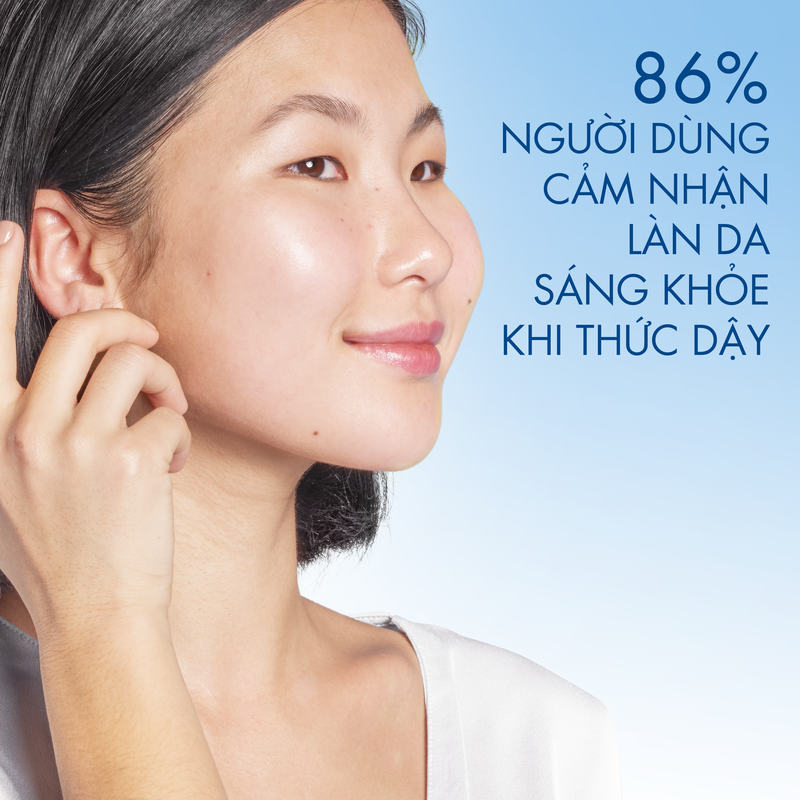 86%
NGƯỜI DÙNG
CẢM NHẬN
LÀN DA
SÁNG KHỎE
KHI THỨC DẬY